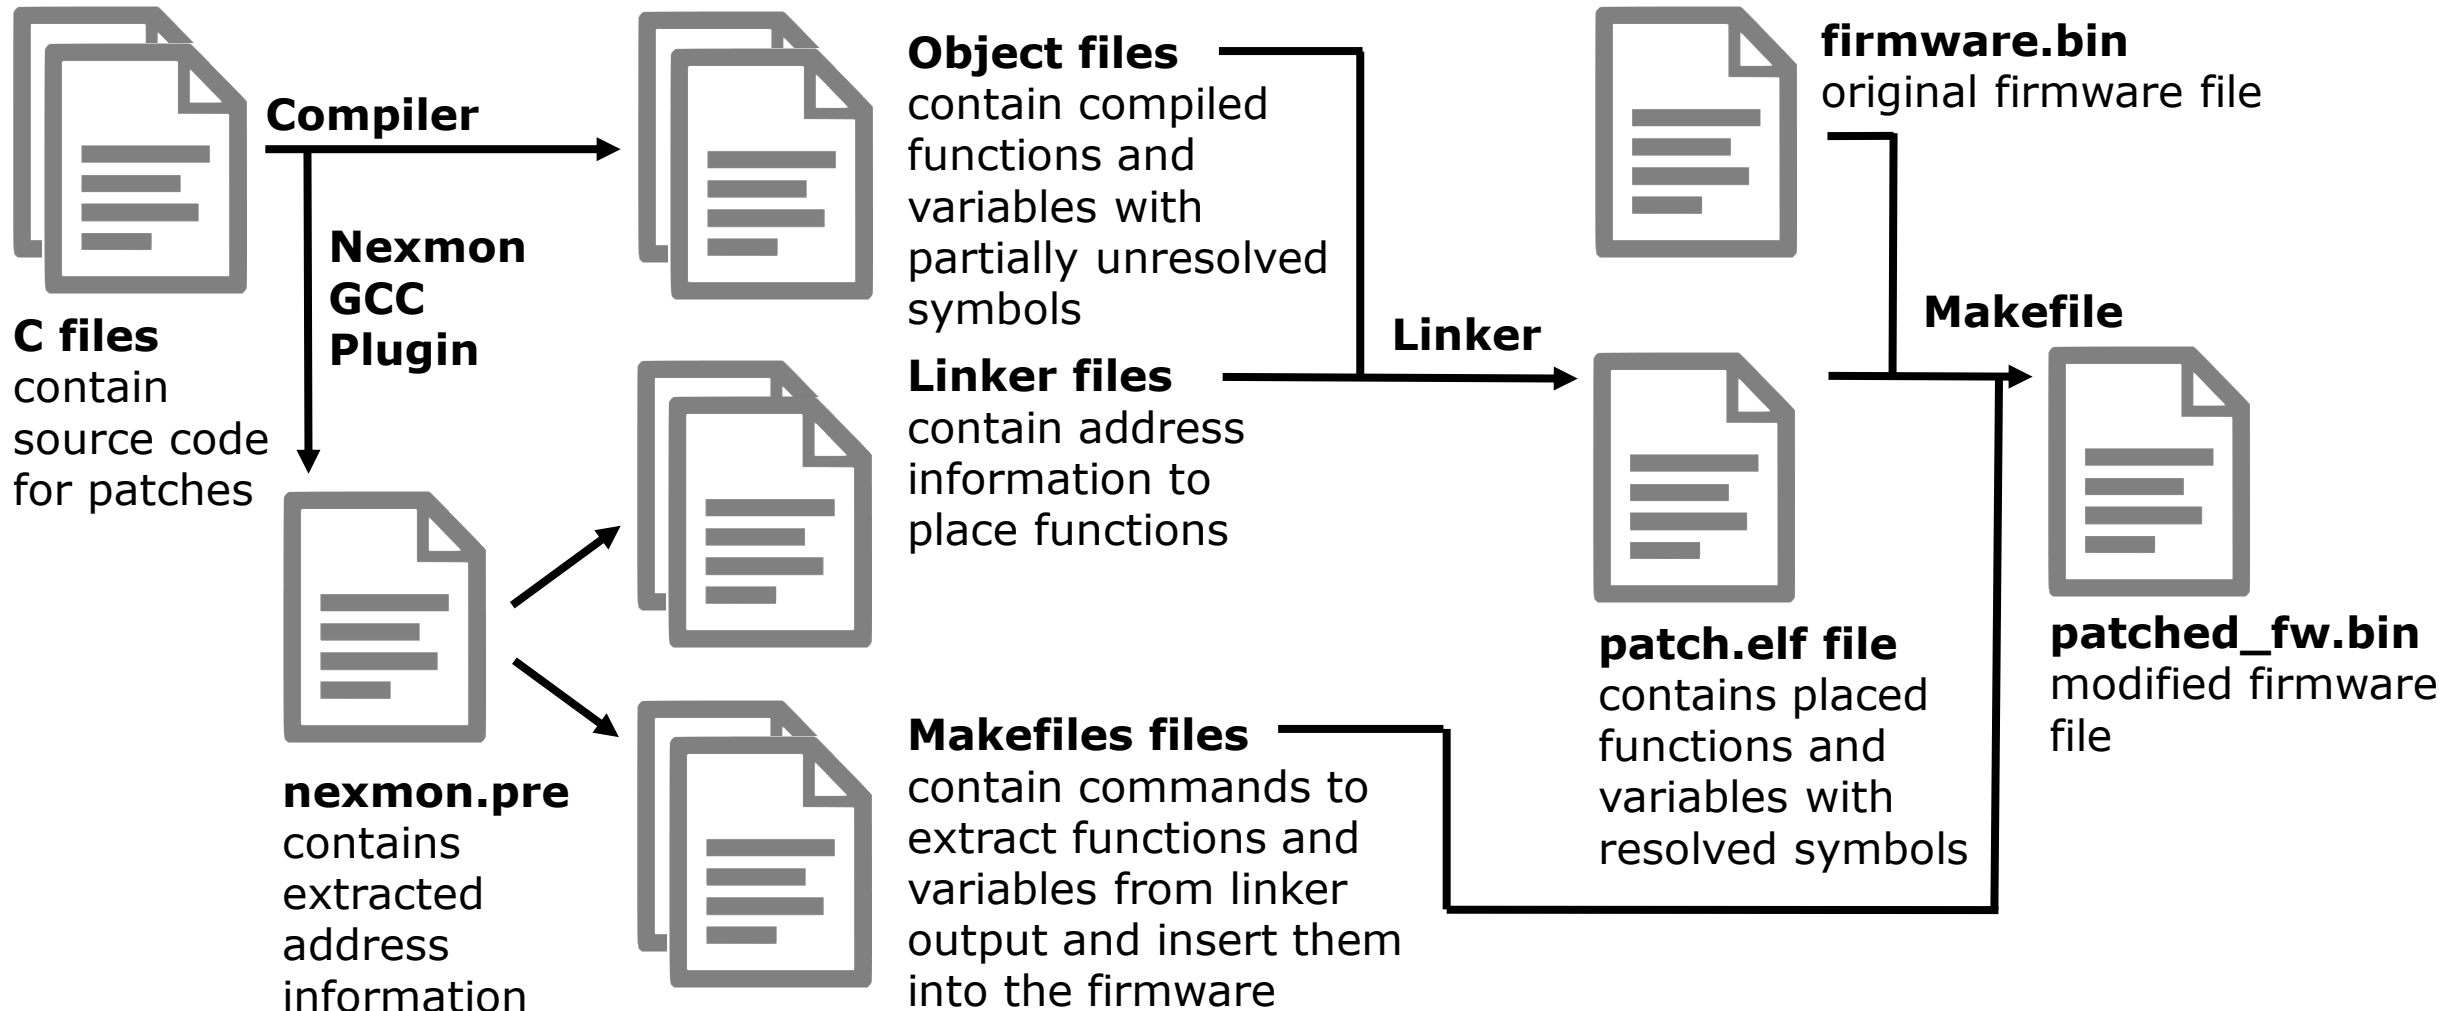 Compiler
Nexmon
GCC
Plugin
C files
contain
source code
for patches
nexmon.pre
contains
extracted
address
information
Object files
contain compiled
functions and
variables with
partially unresolved
symbols
Linker files
contain address
information to
place functions
Makefiles files
contain commands to
extract functions and
variables from linker
output and insert them
into the firmware
Linker
firmware.bin
original firmware file
Makefile
patch.elf file
contains placed
functions and
variables with
resolved symbols
patched_fw.bin
modified firmware
file